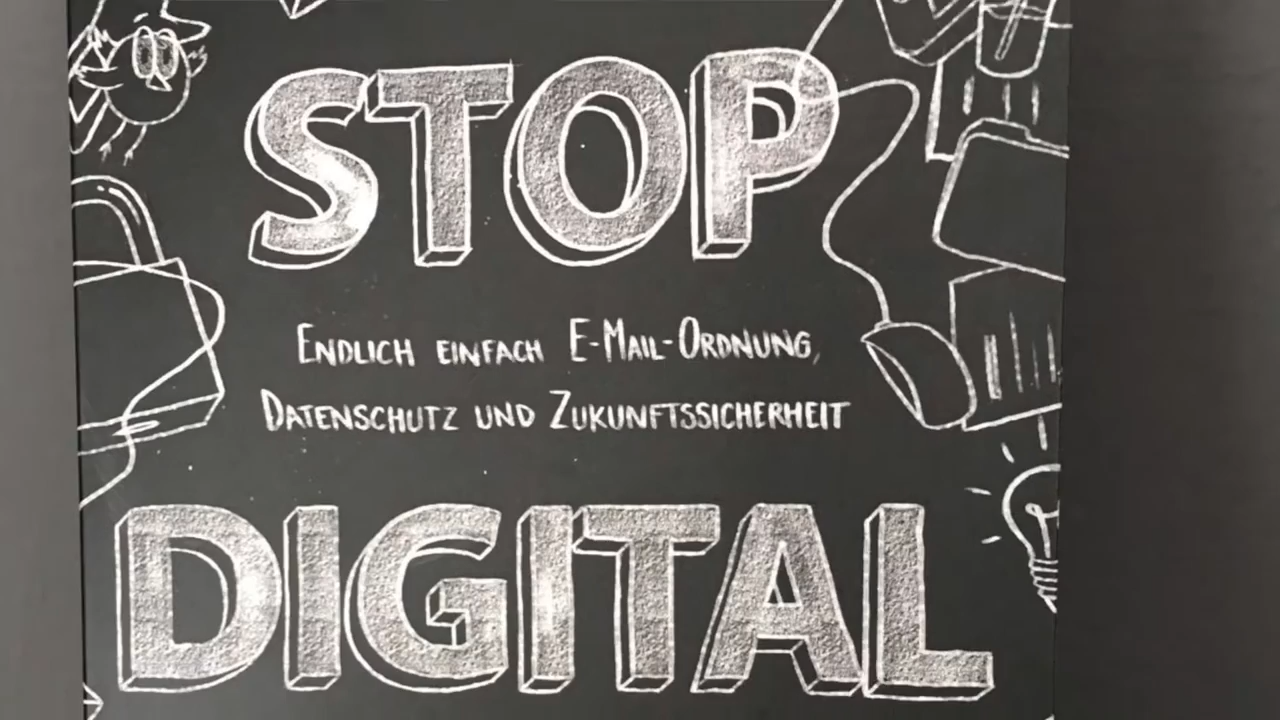 STOP
ENDLICH EINFACH E-MAIL-ORDNUNG,
DATENSCHUTZ UND ZUKUNFTSSICHERHEIT
DIGITAL